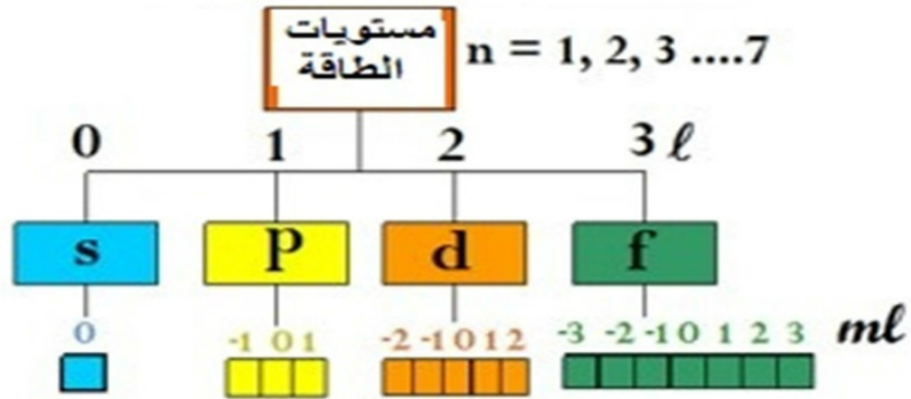 مستويات
الطاقة
n = 1, 2, 3 ....7
0 1 2 3 ℓ
s p d f
0 -1 0 1 -2 -1 0 1 2 -3 -2 -1 0 1 2 3 mℓ